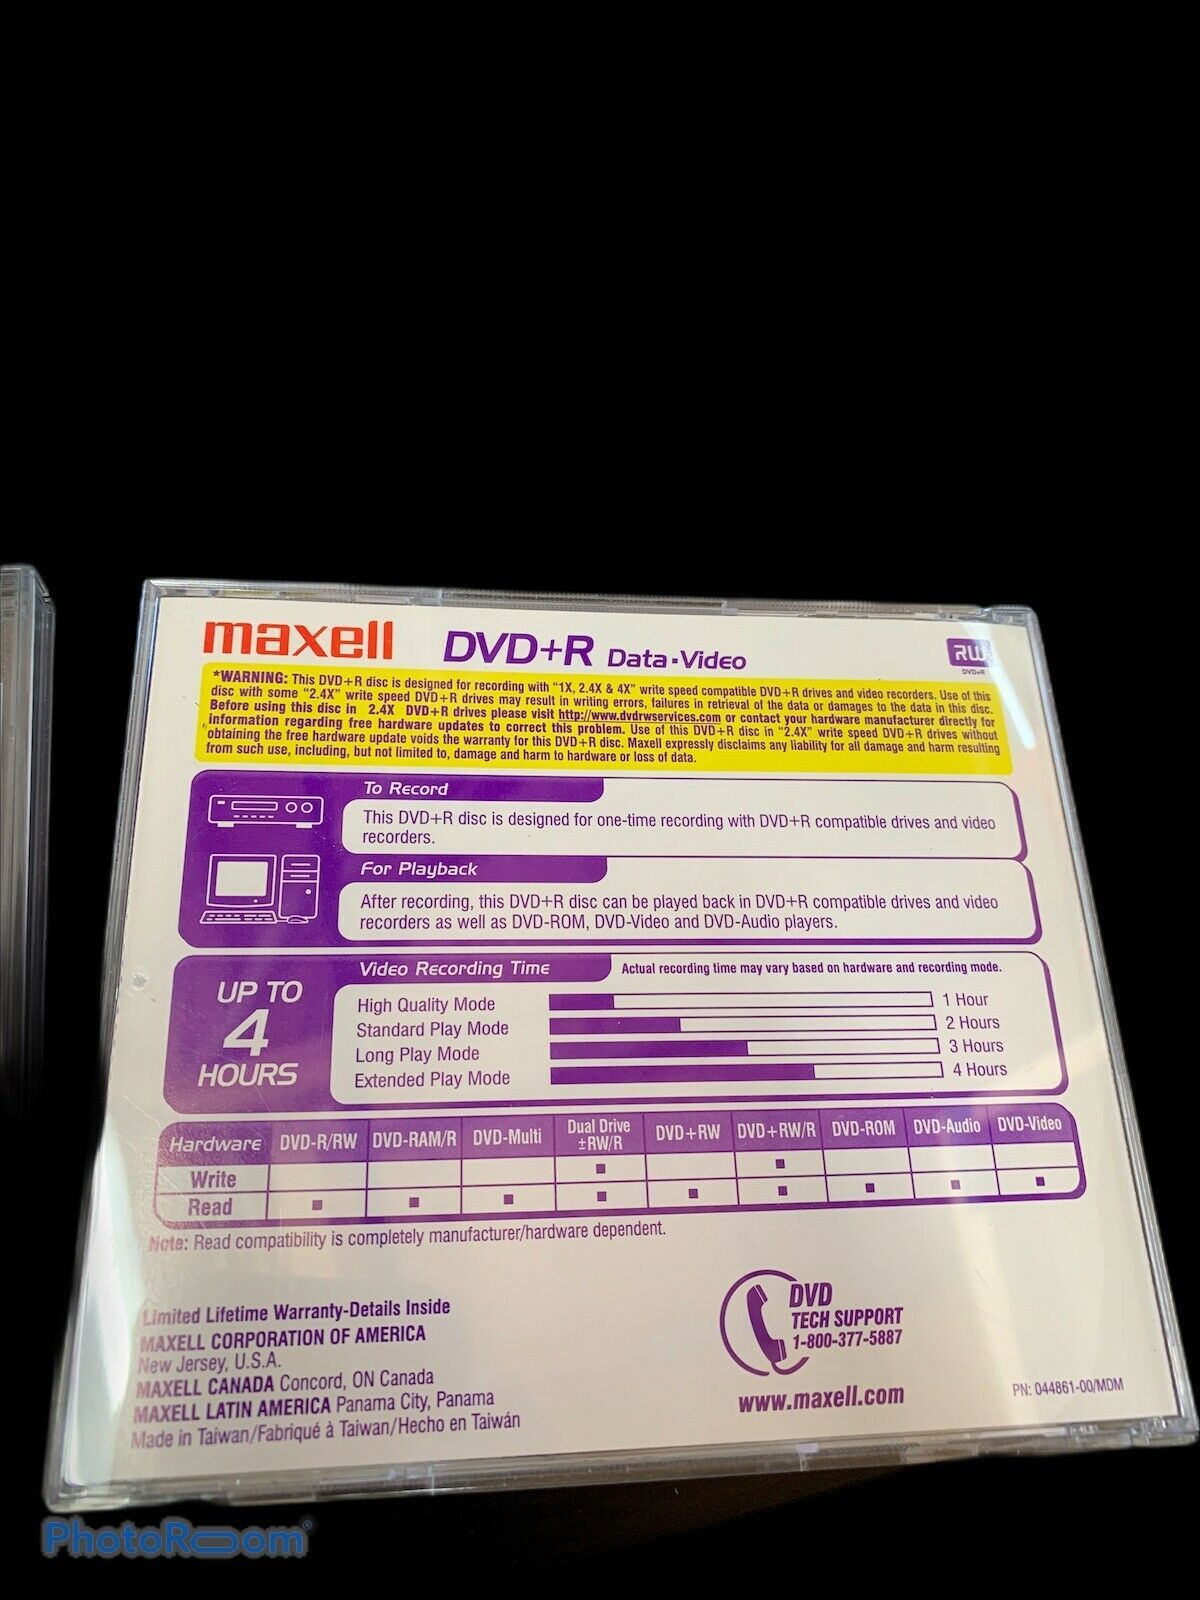 maxell DVD+R Data•Video RW DVD+R
*WARNING: This DVD+R disc is designed for recording with "1X, 2.4X & 4X" write speed compatible DVD+R drives and video recorders. Use of this
disc with some "2.4X" write speed DVD+R drives may result in writing errors, failures in retrieval of the data or damages to the data in this disc.
Before using this disc in 2.4X DVD+R drives please visit http://www.dvdrwservices.com or contact your hardware manufacturer directly for
information regarding free hardware updates to correct this problem. Use of this DVD+R disc in "2.4X" write speed DVD+R drives without
obtaining the free hardware update voids the warranty for this DVD+R disc. Maxell expressly disclaims any liability for all damage and harm resulting
from such use, including, but not limited to, damage and harm to hardware or loss of data.
To Record
This DVD+R disc is designed for one-time recording with DVD+R compatible drives and video
recorders.
For Playback
After recording, this DVD+R disc can be played back in DVD+R compatible drives and video
recorders as well as DVD-ROM, DVD-Video and DVD-Audio players.
UP TO
4
HOURS
Video Recording Time Actual recording time may vary based on hardware and recording mode.
High Quality Mode 1 Hour
Standard Play Mode 2 Hours
Long Play Mode 3 Hours
Extended Play Mode 4 Hours
Hardware DVD-R/RW DVD-RAM/R DVD-Multi Dual Drive ±RW/R DVD+RW DVD+RW/R DVD-ROM DVD-Audio DVD-Video
Write
Read
Note: Read compatibility is completely manufacturer/hardware dependent.
Limited Lifetime Warranty-Details Inside
MAXELL CORPORATION OF AMERICA
New Jersey, U.S.A.
MAXELL CANADA Concord, ON Canada
MAXELL LATIN AMERICA Panama City, Panama
Made in Taiwan/Fabriqué à Taiwan/Hecho en Taiwán
DVD
TECH SUPPORT
1-800-377-5887
www.maxell.com
PN: 044861-00/MDM
PhotoRoom®